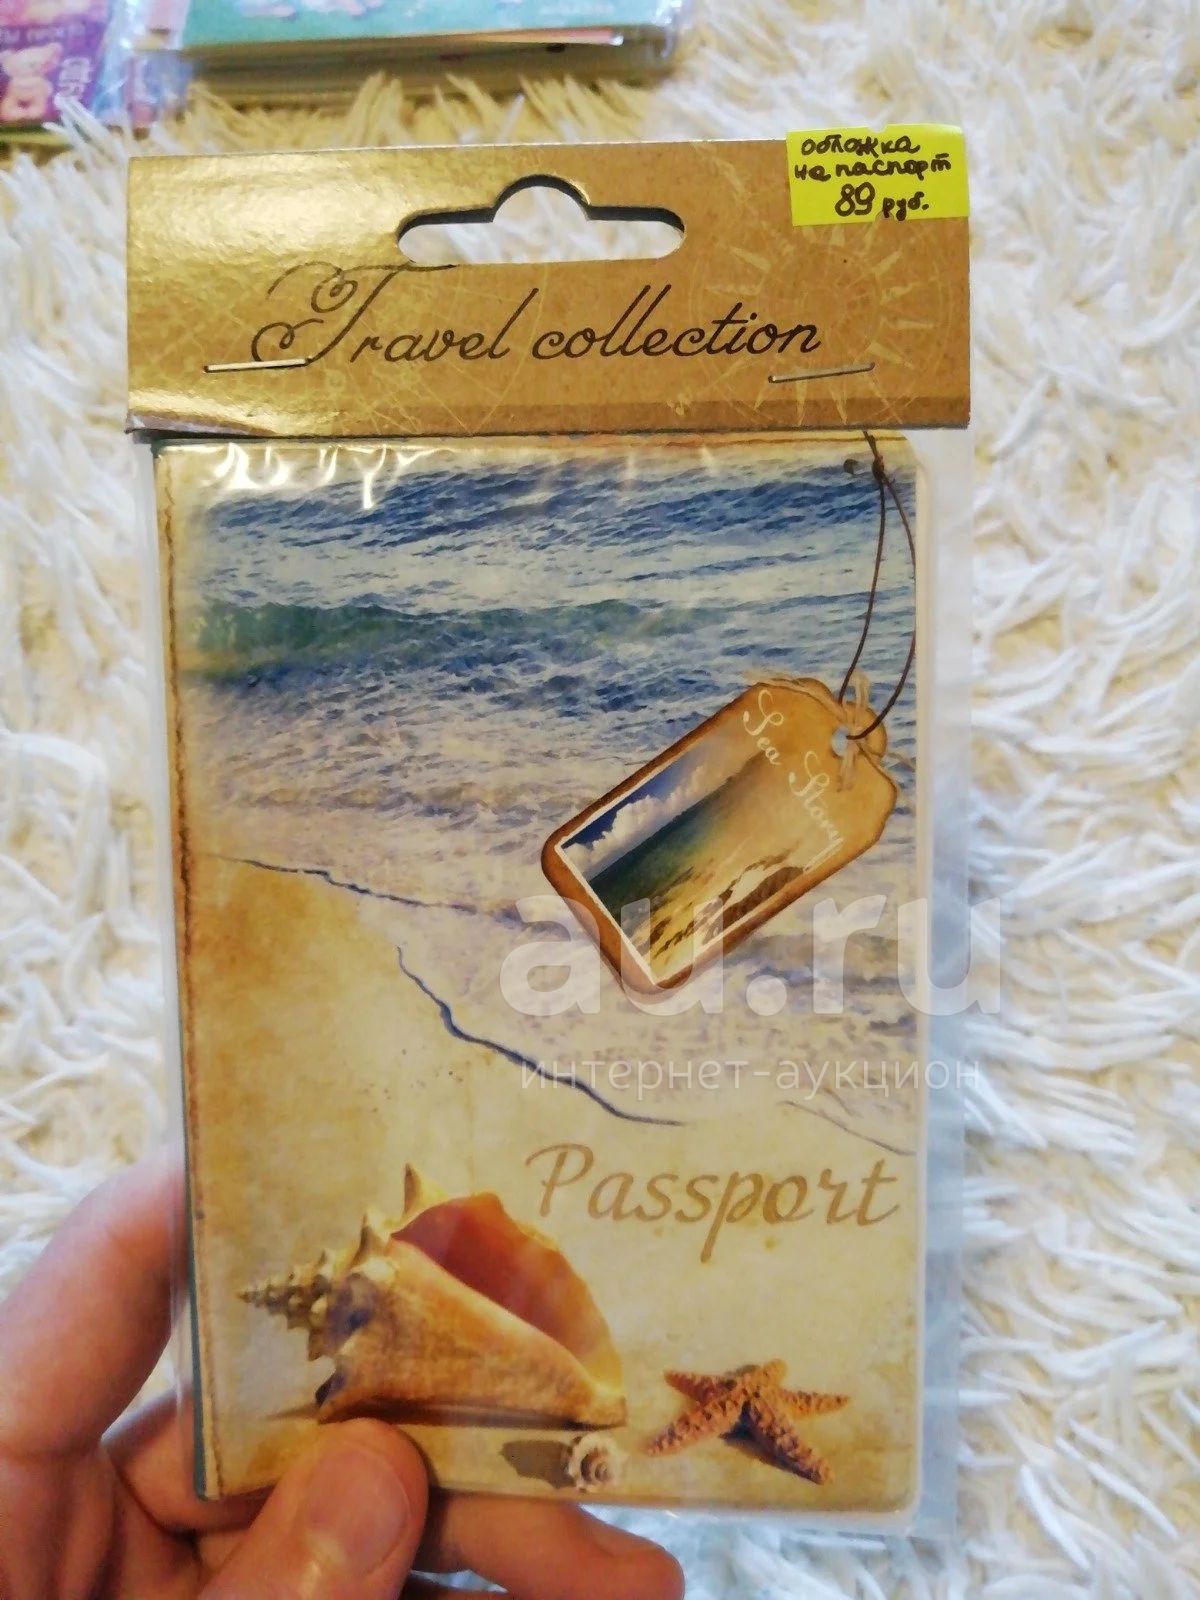 обложка
на паспорт
89 руб.
Travel collection
Sea Story
au.ru
интернет-аукцион
Passport